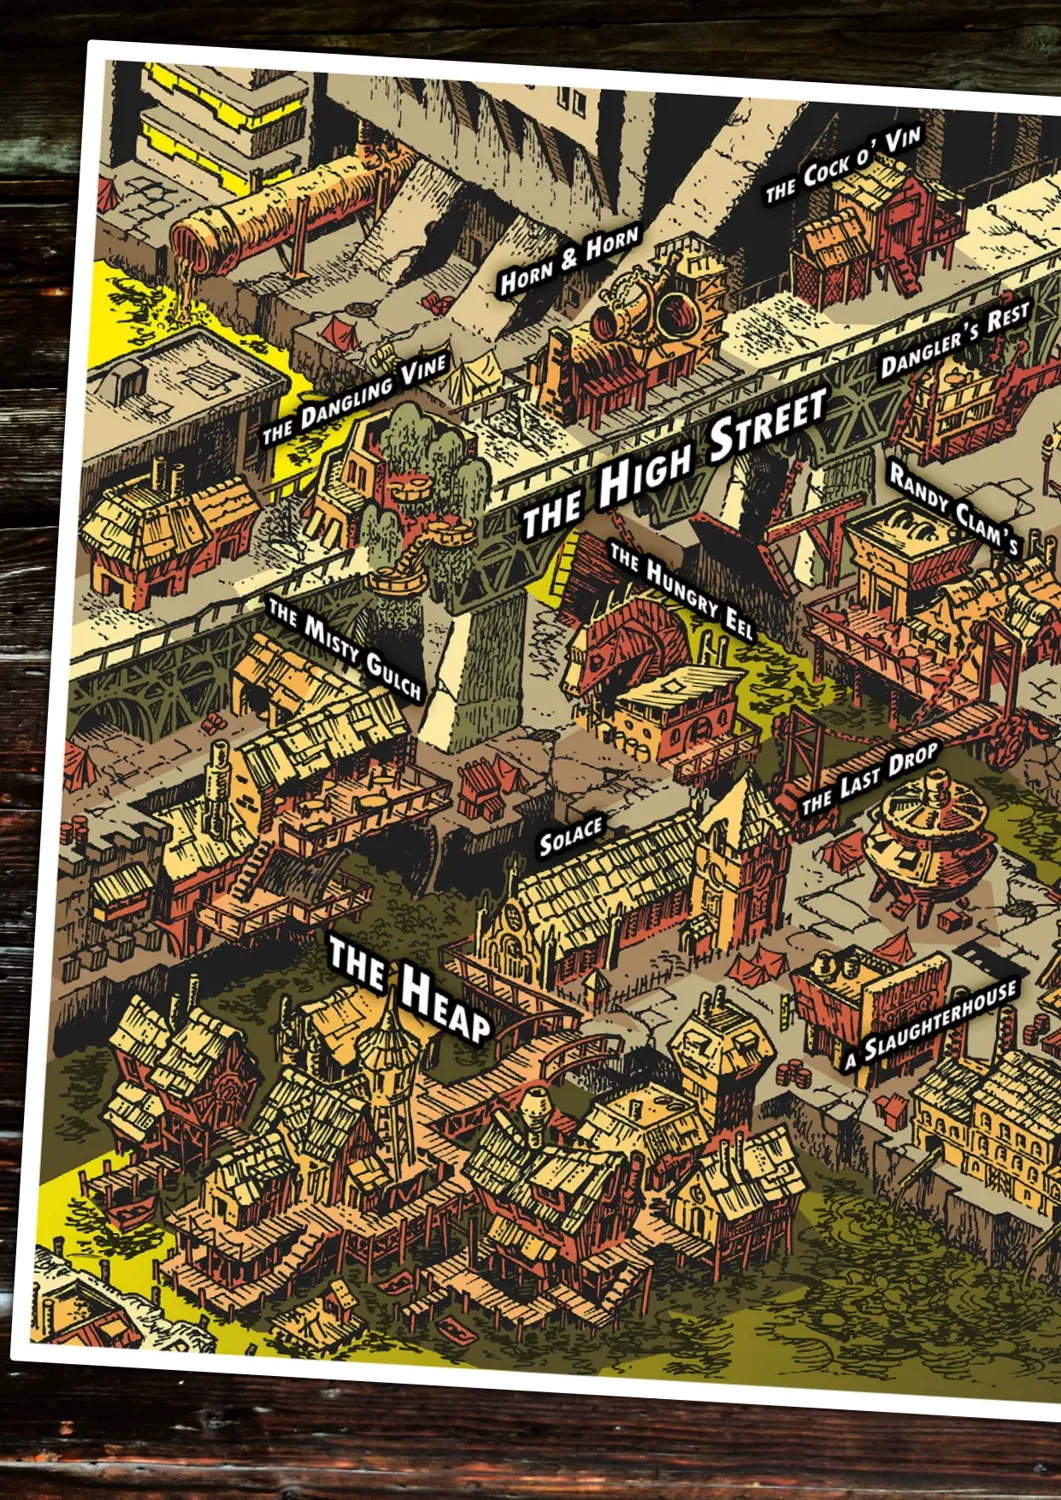 THE COCK O' VIN
HORN & HORN
DANGLER'S REST
THE DANGLING VINE
THE HIGH STREET
RANDY CLAM'S
THE HUNGRY EEL
THE MISTY GULCH
THE LAST DROP
SOLACE
THE HEAP
A SLAUGHTERHOUSE